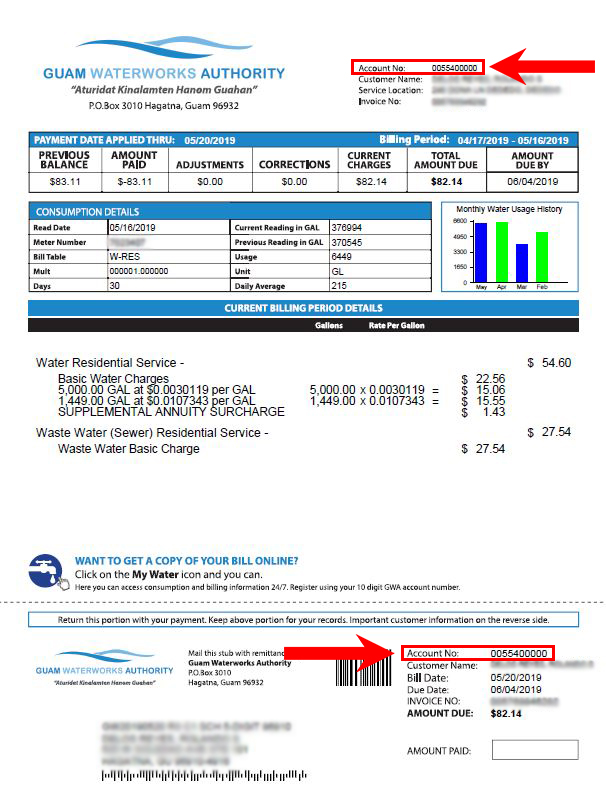 GUAM WATERWORKS AUTHORITY
"Aturidat Kinalamten Hanom Guahan"
P.O.Box 3010 Hagatna, Guam 96932
Account No: 0055400000
Customer Name:
Service Location:
Invoice No:
PAYMENT DATE APPLIED THRU: 05/20/2019 Billing Period: 04/17/2019 - 05/16/2019
PREVIOUS BALANCE AMOUNT PAID ADJUSTMENTS CORRECTIONS CURRENT CHARGES TOTAL AMOUNT DUE AMOUNT DUE BY
$83.11 $-83.11 $0.00 $0.00 $82.14 $82.14 06/04/2019
CONSUMPTION DETAILS
Read Date 05/16/2019 Current Reading in GAL 376994
Meter Number Previous Reading in GAL 370545
Bill Table W-RES Usage 6449
Mult 000001.000000 Unit GL
Days 30 Daily Average 215
Monthly Water Usage History
6600
4950
3300
1650
0
May Apr Mar Feb
CURRENT BILLING PERIOD DETAILS
Gallons Rate Per Gallon
Water Residential Service - $ 54.60
Basic Water Charges $ 22.56
5,000.00 GAL at $0.0030119 per GAL 5,000.00 x 0.0030119 = $ 15.06
1,449.00 GAL at $0.0107343 per GAL 1,449.00 x 0.0107343 = $ 15.55
SUPPLEMENTAL ANNUITY SURCHARGE $ 1.43
Waste Water (Sewer) Residential Service - $ 27.54
Waste Water Basic Charge $ 27.54
WANT TO GET A COPY OF YOUR BILL ONLINE?
Click on the My Water icon and you can.
Here you can access consumption and billing information 24/7. Register using your 10 digit GWA account number.
Return this portion with your payment. Keep above portion for your records. Important customer information on the reverse side.
GUAM WATERWORKS AUTHORITY
"Aturidat Kinalamten Hanom Guahan"
Mail this stub with
Guam Waterworks Authority
P.O.Box 3010
Hagatna, Guam 96932
Account No: 0055400000
Customer Name:
Bill Date: 05/20/2019
Due Date: 06/04/2019
INVOICE NO:
AMOUNT DUE: $82.14
AMOUNT PAID: